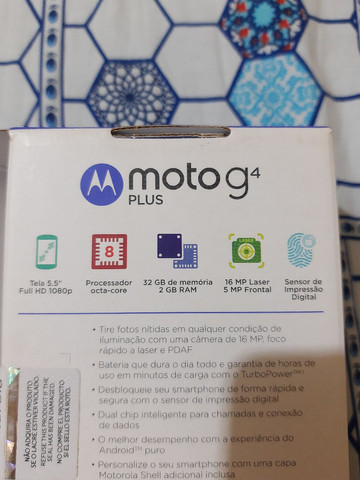 moto g⁴
PLUS
Tela 5.5"
Full HD 1080p
8
Processador
octa-core
32 GB de memória
2 GB RAM
LASER
16 MP Laser
5 MP Frontal
Sensor de
Impressão
Digital
• Tire fotos nítidas em qualquer condição de
iluminação com uma câmera de 16 MP, foco
rápido a laser e PDAF
• Bateria que dura o dia todo e garantia de horas de
uso em minutos de carga com o TurboPower™
• Desbloqueie seu smartphone de forma rápida e
segura com o sensor de impressão digital
• Dual chip inteligente para chamadas e conexão
de dados
• O melhor desempenho com a experiência do
Android™ puro
• Personalize o seu smartphone com uma capa
Motorola Shell adicional inclusa
NÃO ADQUIRA O PRODUTO
SE O LACRE ESTIVER VIOLADO.
REFUSE THIS PRODUCT IF THE
SEAL HAS BEEN DAMAGED.
NO COMPRE EL PRODUCTO
SI EL SELLO ESTÁ ROTO.